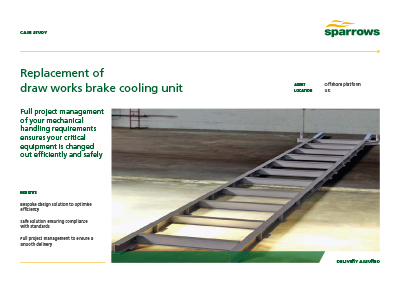 CASE STUDY
sparrows
Replacement of
draw works brake cooling unit
ASSET Offshore platform
LOCATION UK
Full project management
of your mechanical
handling requirements
ensures your critical
equipment is changed
out efficiently and safely
BENEFITS
Bespoke design solution to optimise
efficiency
Safe solution ensuring compliance
with standards
Full project management to ensure a
smooth delivery
DELIVERY ASSURED